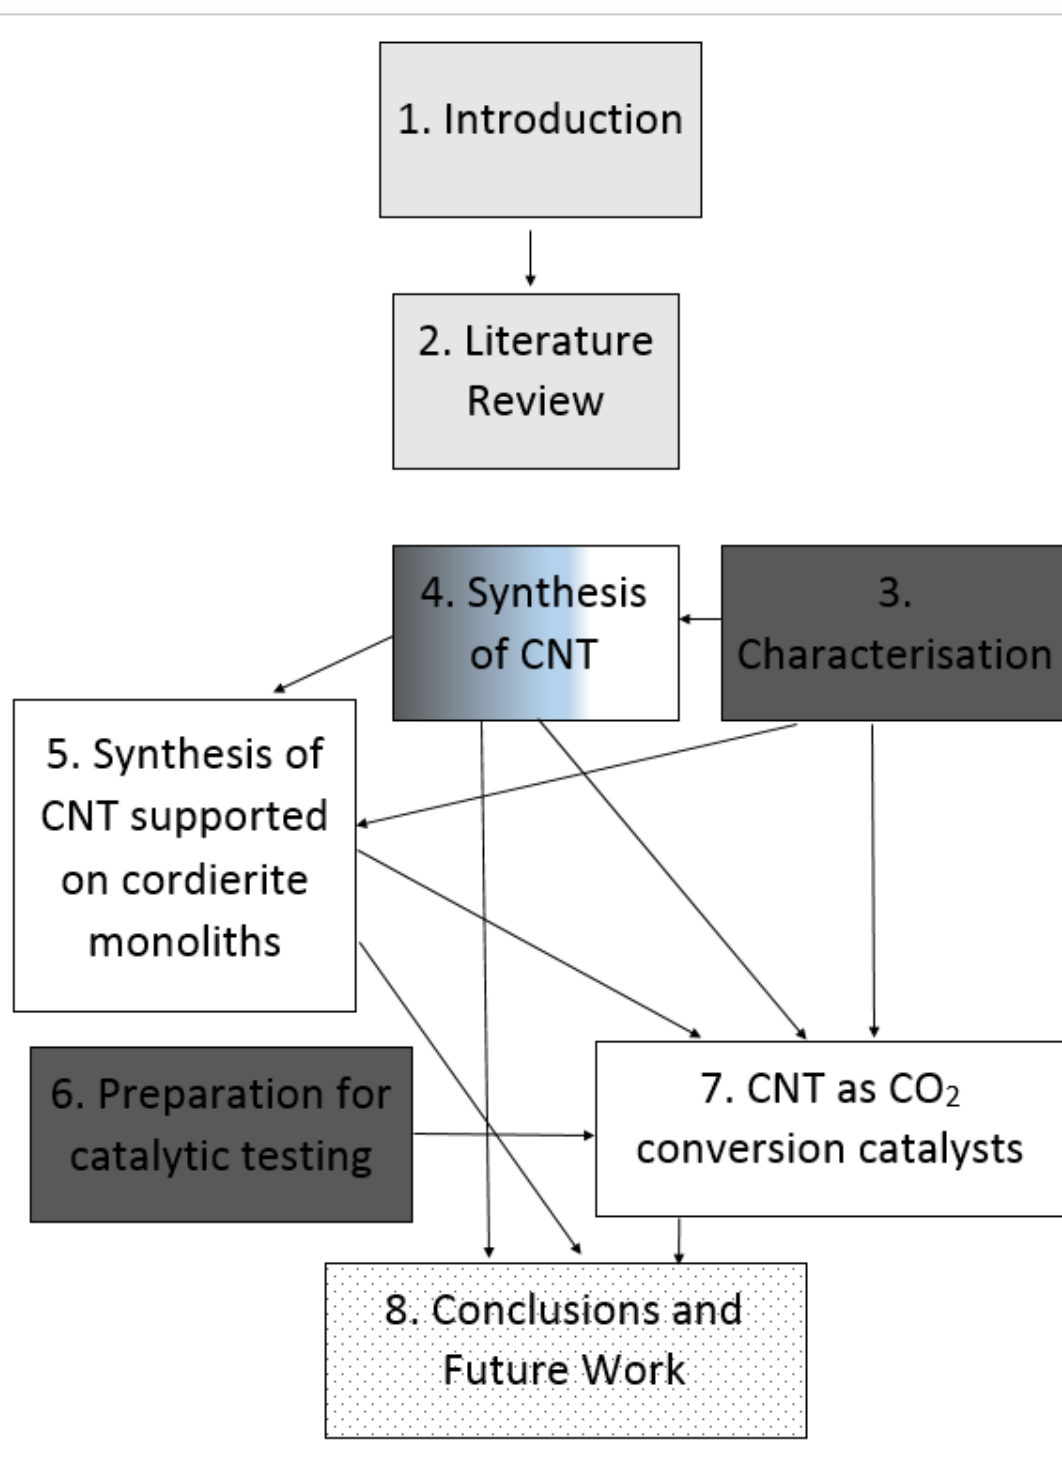 1. Introduction
2. Literature
Review
4. Synthesis
of CNT
3.
Characterisation
5. Synthesis of
CNT supported
on cordierite
monoliths
6. Preparation for
catalytic testing
7. CNT as CO₂
conversion catalysts
8. Conclusions and
Future Work